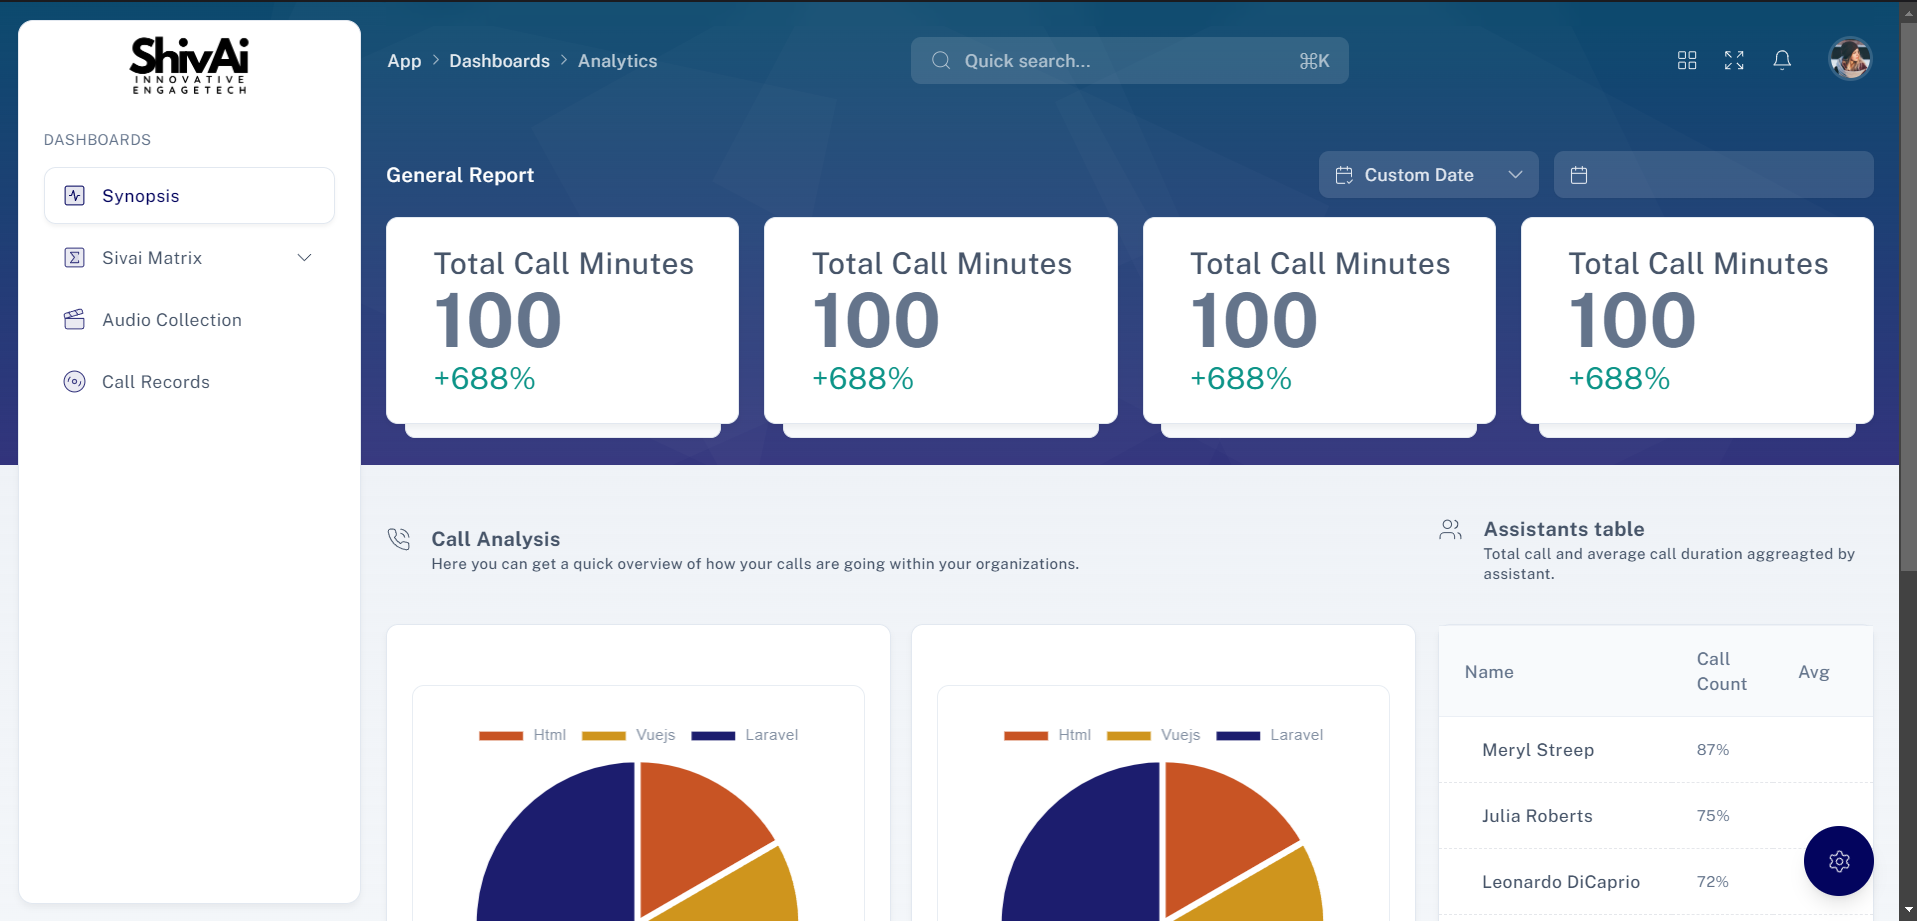 ShivAi
INNOVATIVE
ENGAGETECH
DASHBOARDS
Synopsis
Sivai Matrix
Audio Collection
Call Records
App
Dashboards
Analytics
Quick search...
⌘K
General Report
Custom Date
Total Call Minutes
100
+688%
Total Call Minutes
100
+688%
Total Call Minutes
100
+688%
Total Call Minutes
100
+688%
Call Analysis
Here you can get a quick overview of how your calls are going within your organizations.
Assistants table
Total call and average call duration aggreagted by
assistant.
Html Vuejs Laravel
Html Vuejs Laravel
Name Call Avg
Count
Meryl Streep 87%
Julia Roberts 75%
Leonardo DiCaprio 72%